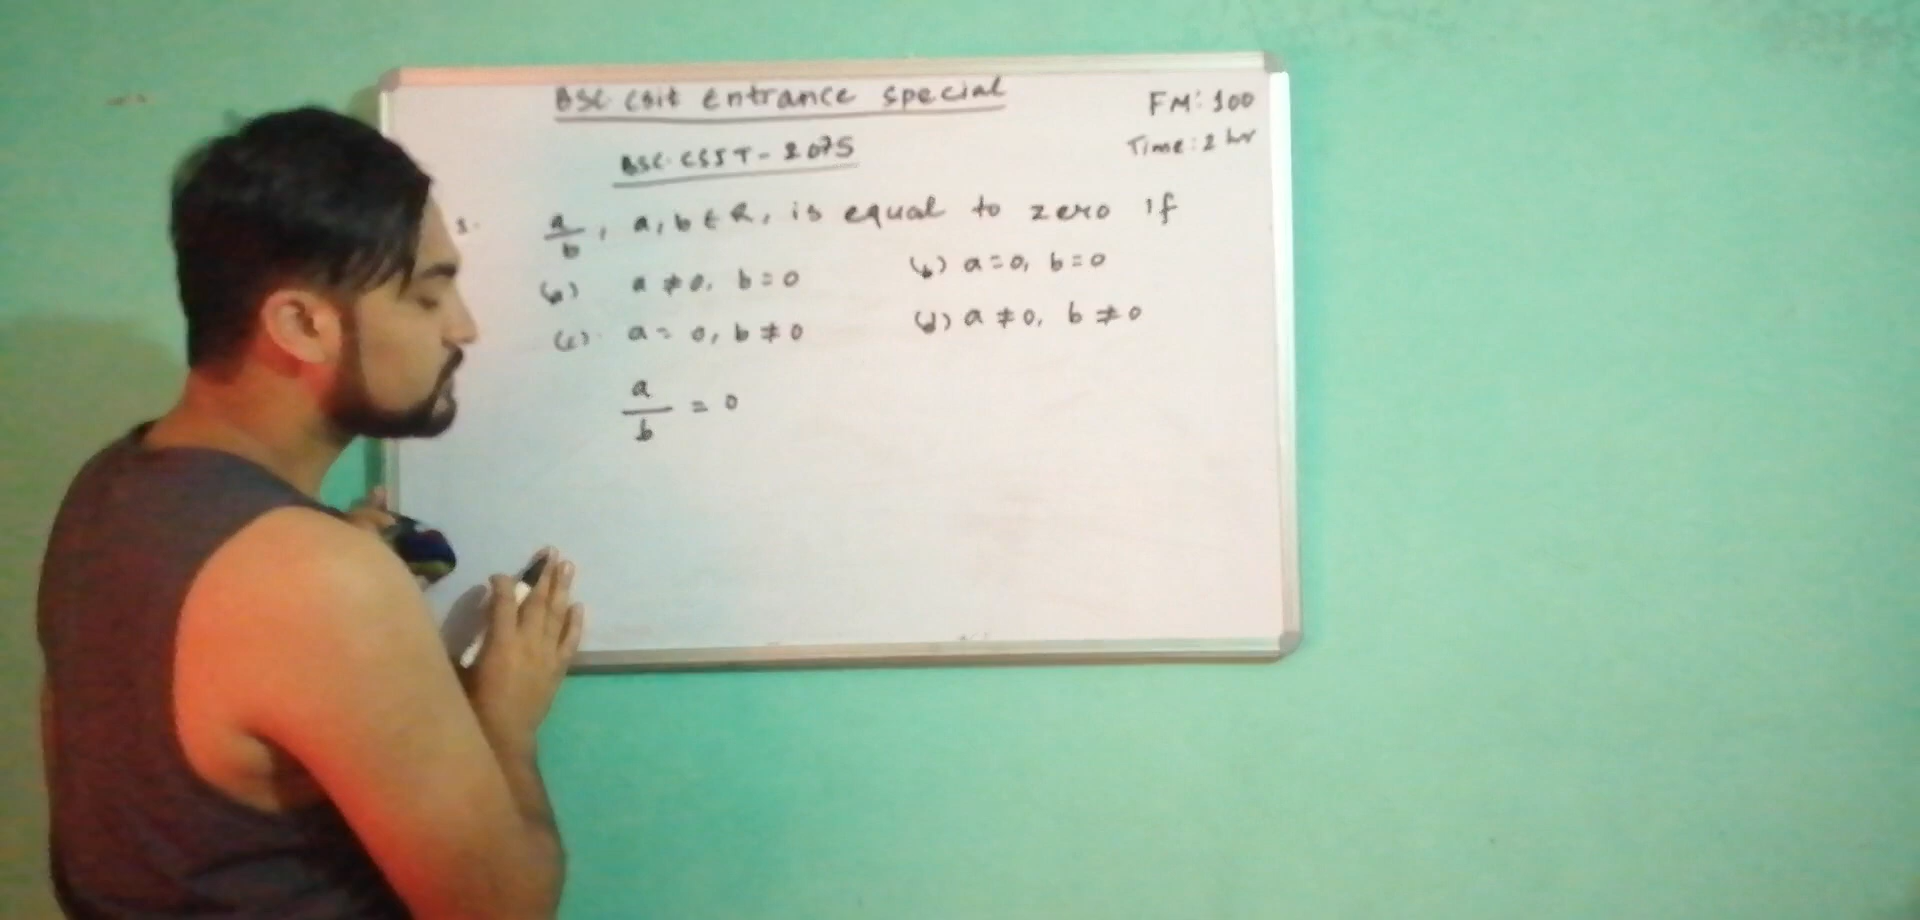 BSC CSit entrance special
FM: 100
Time: 2 hr
BSC. CSIT - 2075
1. a/b, a, b ∈ R, is equal to zero if
(a) a ≠ 0, b = 0 (b) a = 0, b = 0
(c) a = 0, b ≠ 0 (d) a ≠ 0, b ≠ 0
a/b = 0